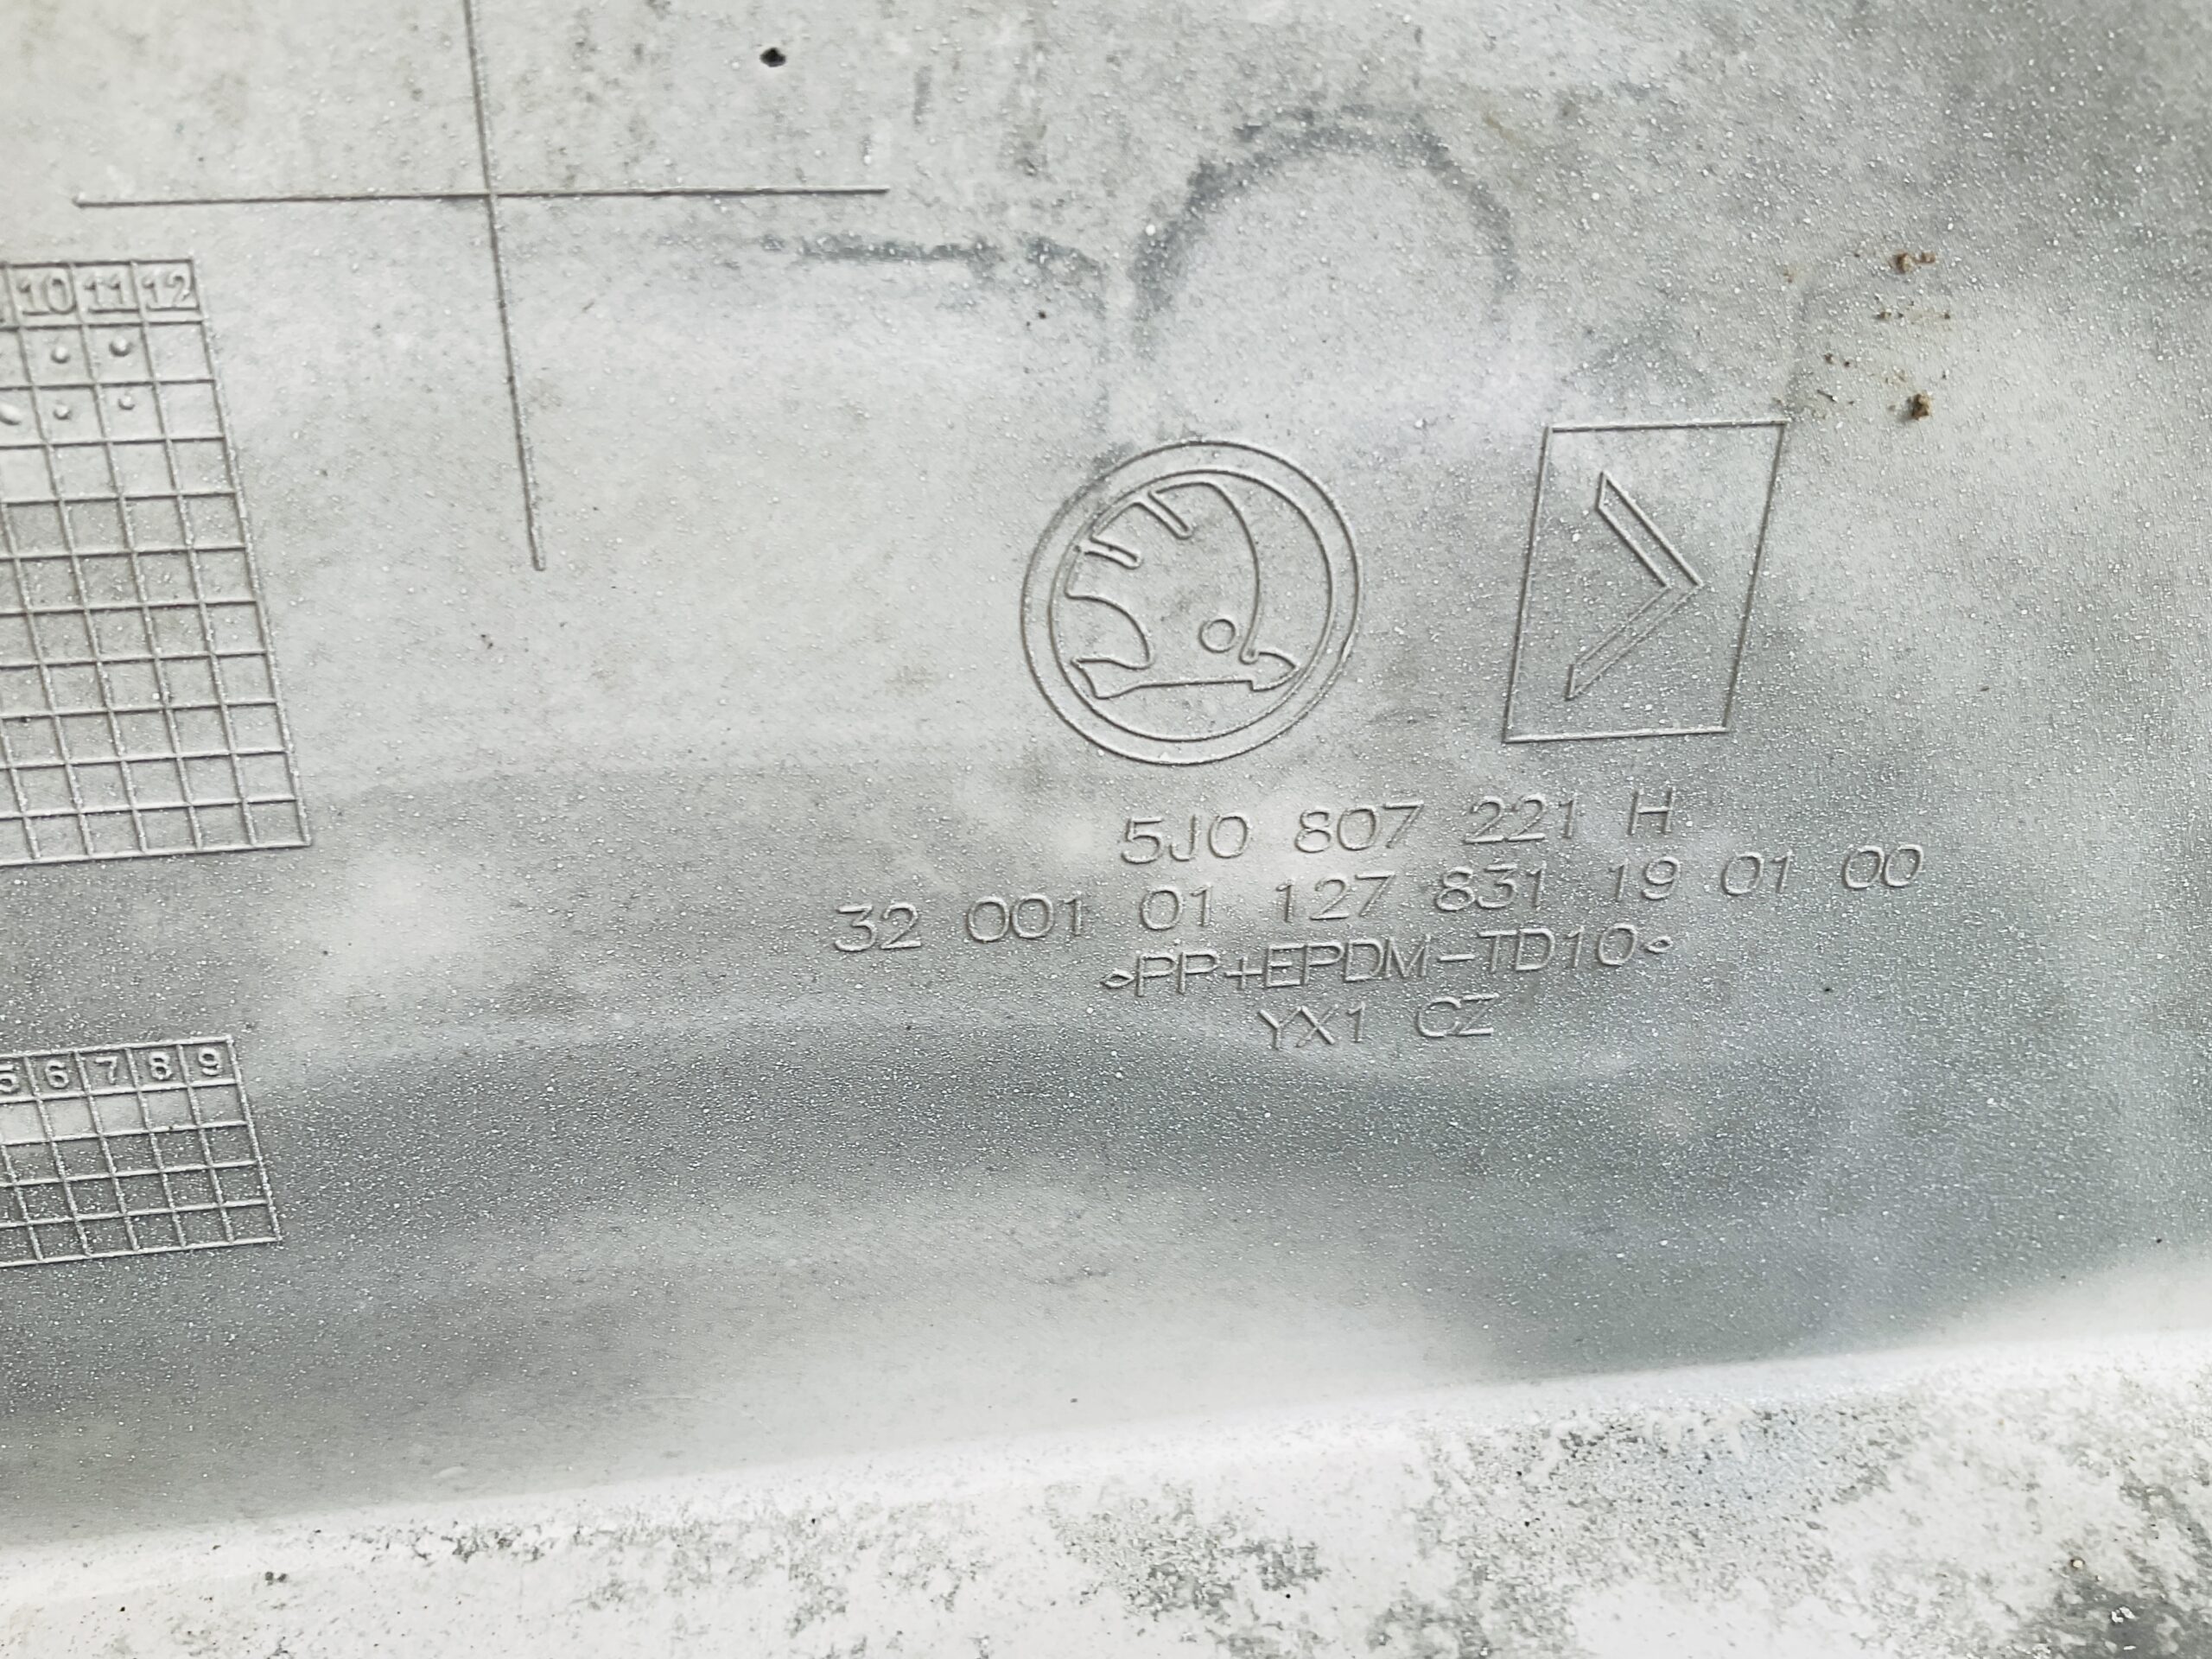 10 11 12
5J0 807 221 H
32 001 01 127 831 19 01 00
>PP+EPDM-TD10<
YX1 CZ
5 6 7 8 9